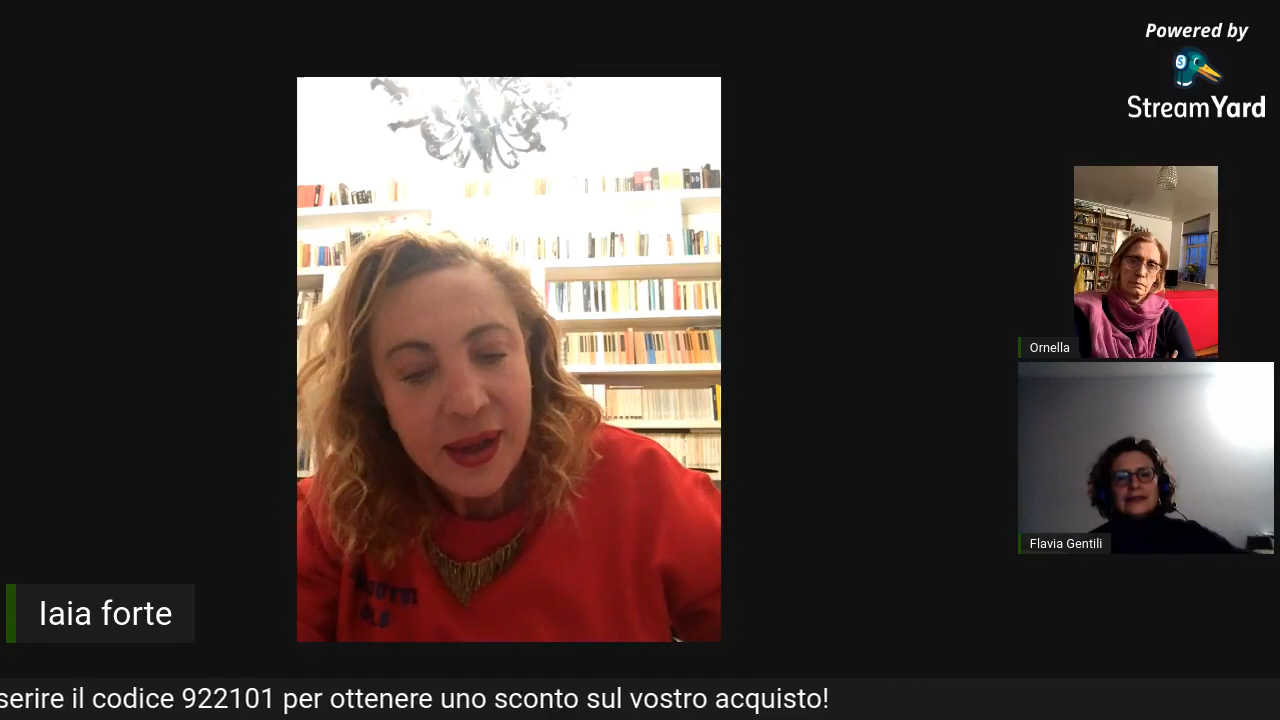 Powered by
StreamYard
Ornella
Flavia Gentili
Iaia forte
serire il codice 922101 per ottenere uno sconto sul vostro acquisto!